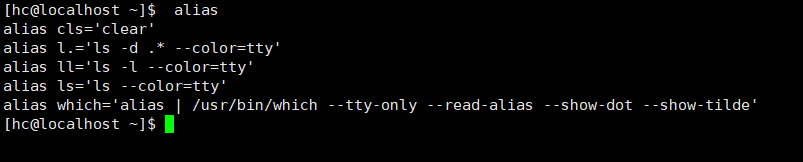 [hc@localhost ~]$  alias
alias cls='clear'
alias l.='ls -d .* --color=tty'
alias ll='ls -l --color=tty'
alias ls='ls --color=tty'
alias which='alias | /usr/bin/which --tty-only --read-alias --show-dot --show-tilde'
[hc@localhost ~]$